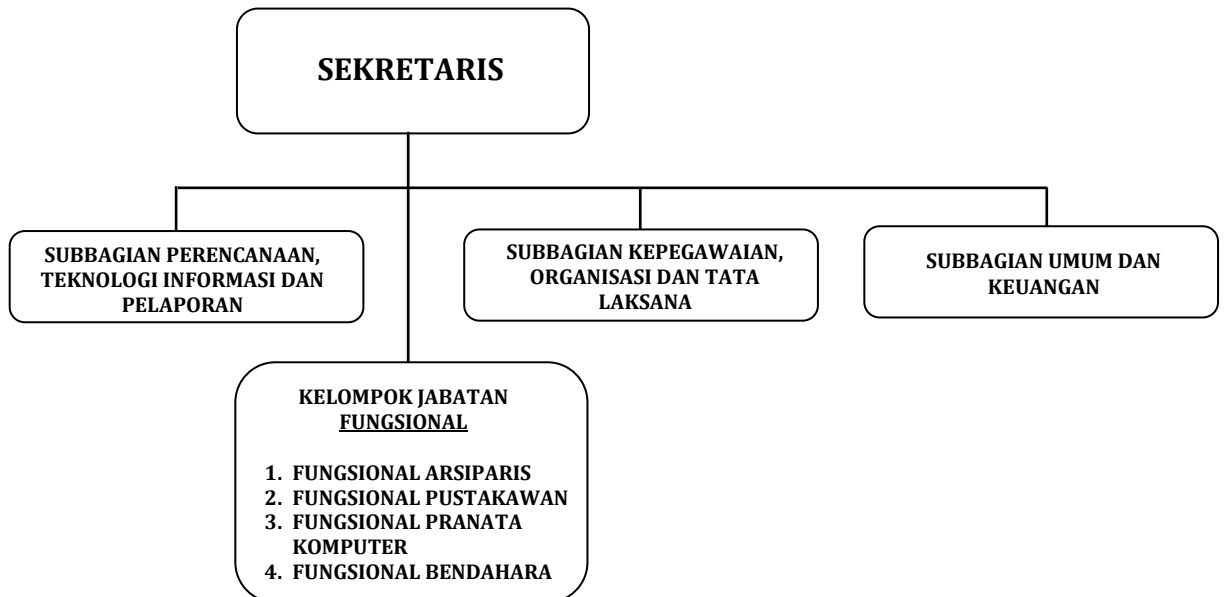 SEKRETARIS
SUBBAGIAN PERENCANAAN,
TEKNOLOGI INFORMASI DAN
PELAPORAN
SUBBAGIAN KEPEGAWAIAN,
ORGANISASI DAN TATA
LAKSANA
SUBBAGIAN UMUM DAN
KEUANGAN
KELOMPOK JABATAN
FUNGSIONAL
1. FUNGSIONAL ARSIPARIS
2. FUNGSIONAL PUSTAKAWAN
3. FUNGSIONAL PRANATA
KOMPUTER
4. FUNGSIONAL BENDAHARA